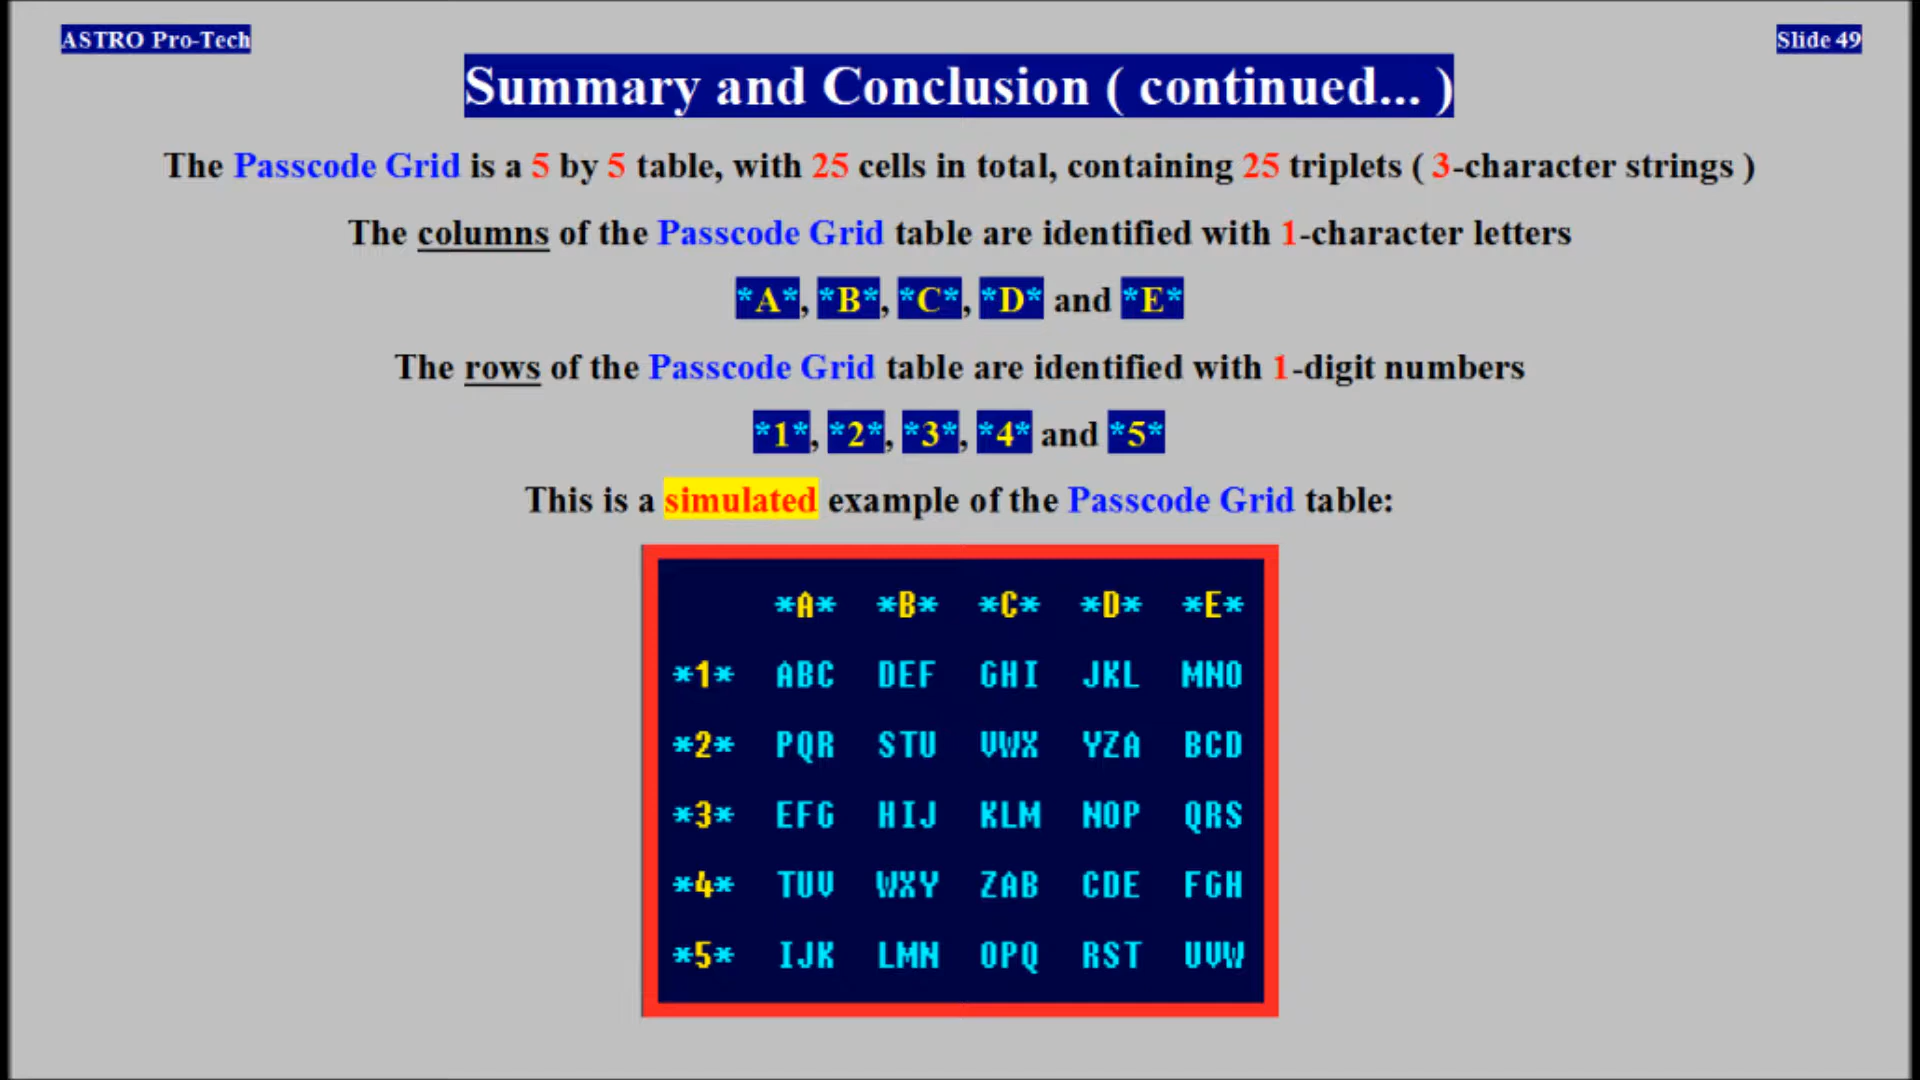 ASTRO Pro-Tech
Slide 49
Summary and Conclusion ( continued... )
The Passcode Grid is a 5 by 5 table, with 25 cells in total, containing 25 triplets ( 3-character strings )
The columns of the Passcode Grid table are identified with 1-character letters
*A*, *B*, *C*, *D* and *E*
The rows of the Passcode Grid table are identified with 1-digit numbers
*1*, *2*, *3*, *4* and *5*
This is a simulated example of the Passcode Grid table:
*A* *B* *C* *D* *E*
*1* ABC DEF GHI JKL MNO
*2* PQR STU VWX YZA BCD
*3* EFG HIJ KLM NOP QRS
*4* TUV WXY ZAB CDE FGH
*5* IJK LMN OPQ RST UVW